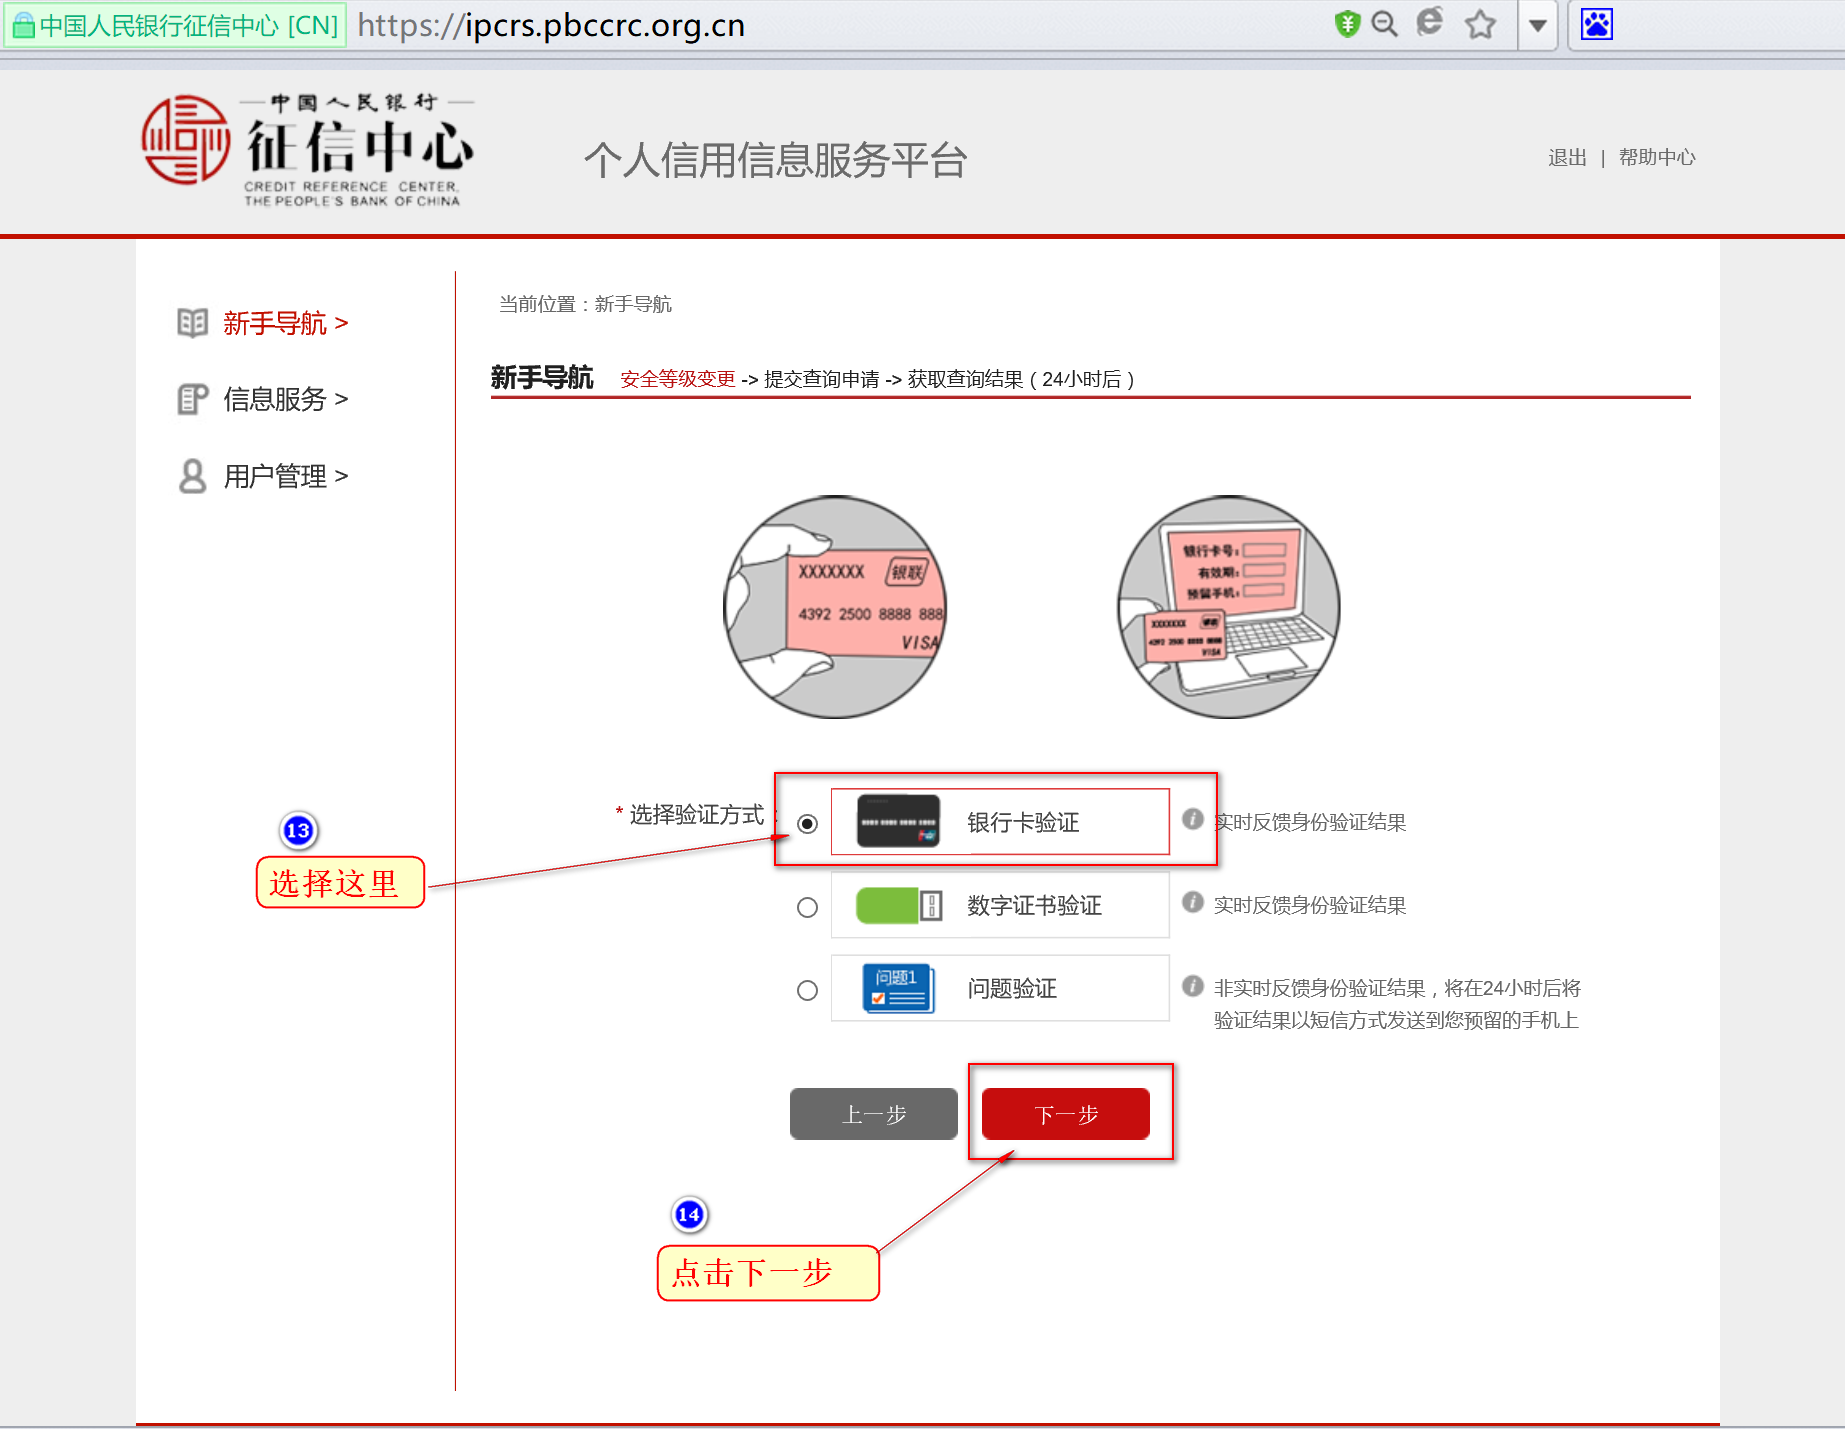 中国人民银行征信中心 [CN] https://ipcrs.pbccrc.org.cn
中国人民银行
征信中心
CREDIT REFERENCE CENTER,
THE PEOPLE'S BANK OF CHINA
个人信用信息服务平台
退出 | 帮助中心
新手导航 >
信息服务 >
用户管理 >
当前位置：新手导航
新手导航 安全等级变更 -> 提交查询申请 -> 获取查询结果（24小时后）
XXXXXXX 银联
4392 2500 8888 888
VISA
银行卡号：
有效期：
预留手机：
XXXXXXX 银联
4392 2500 8888 8888
VISA
* 选择验证方式：
银行卡验证 实时反馈身份验证结果
13
选择这里
数字证书验证 实时反馈身份验证结果
问题1
问题验证 非实时反馈身份验证结果，将在24小时后将
验证结果以短信方式发送到您预留的手机上
上一步 下一步
14
点击下一步